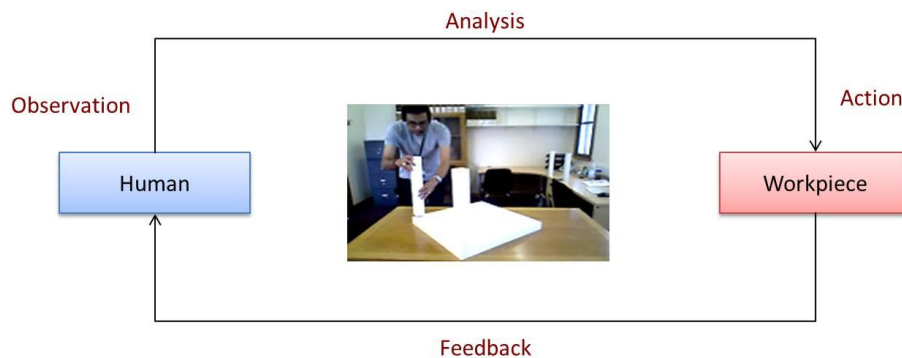 Analysis
Observation
Action
Human
Workpiece
Feedback